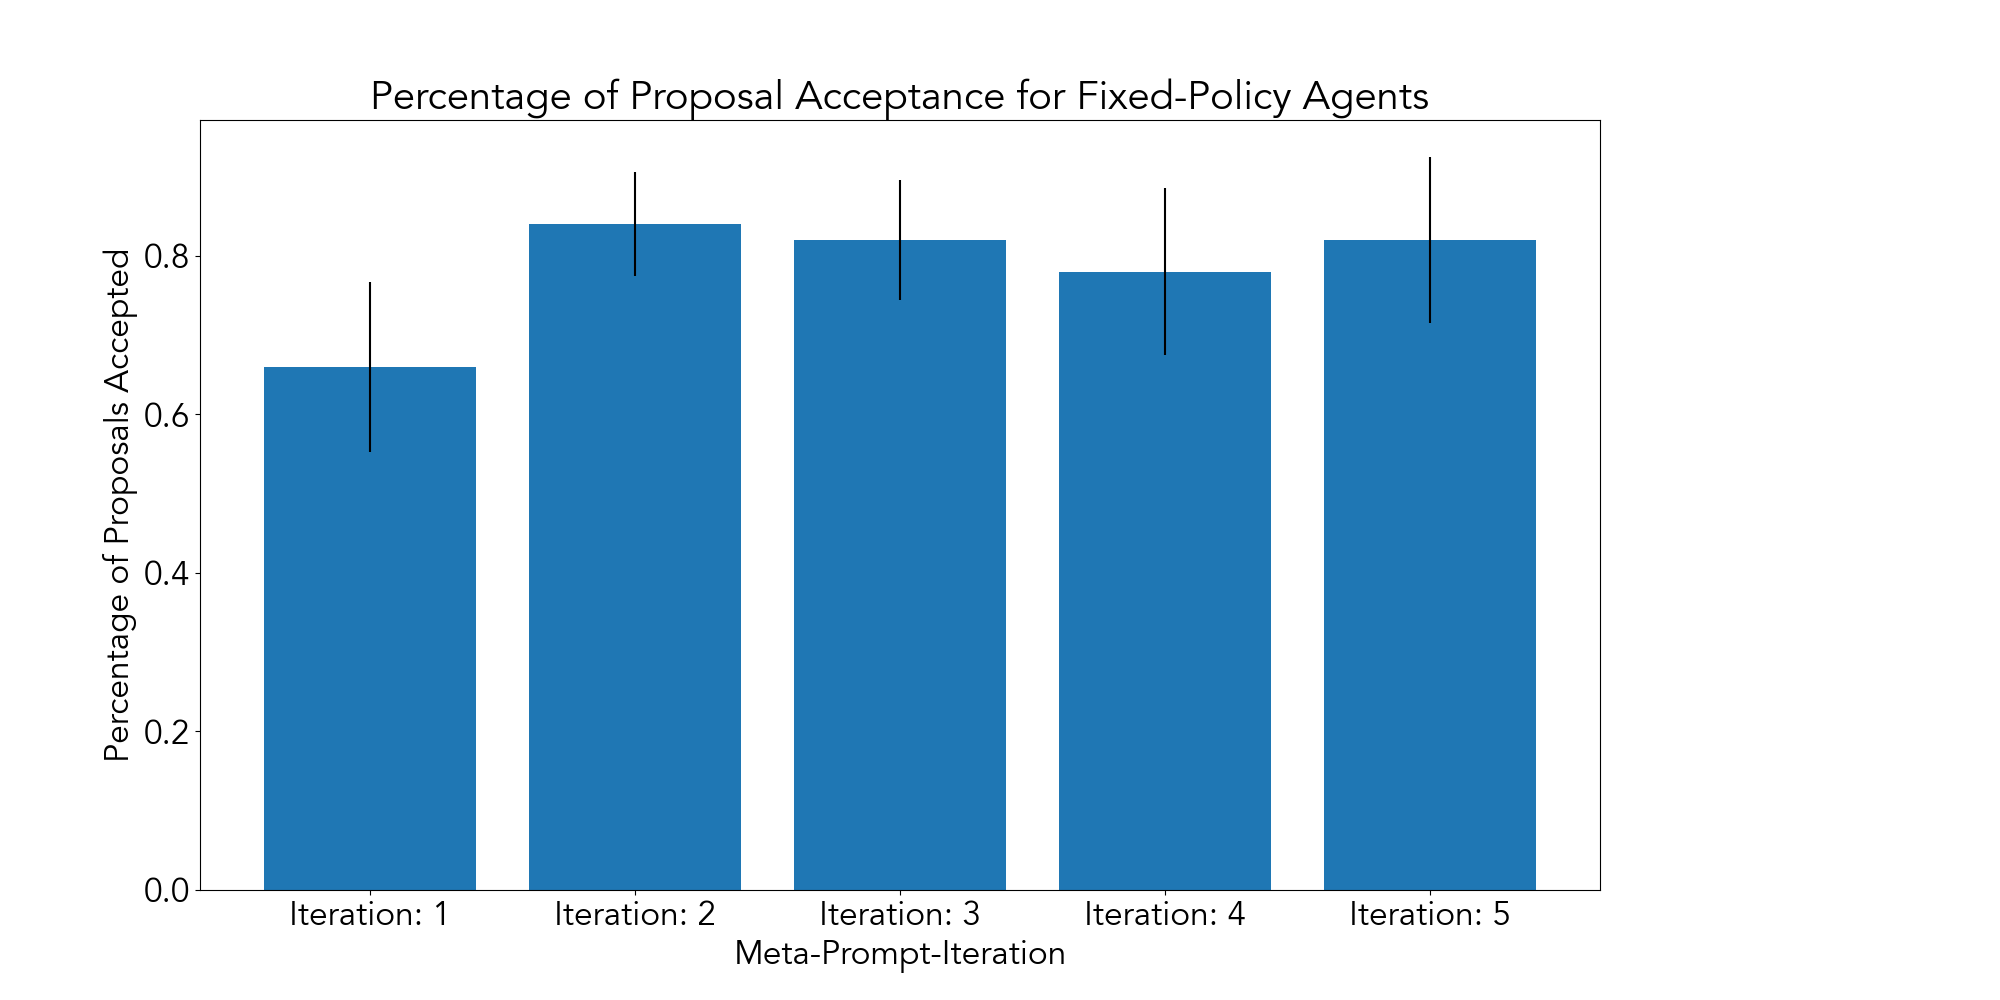 Percentage of Proposal Acceptance for Fixed-Policy Agents
Percentage of Proposals Accepted
0.8
0.6
0.4
0.2
0.0
Iteration: 1
Iteration: 2
Iteration: 3
Iteration: 4
Iteration: 5
Meta-Prompt-Iteration